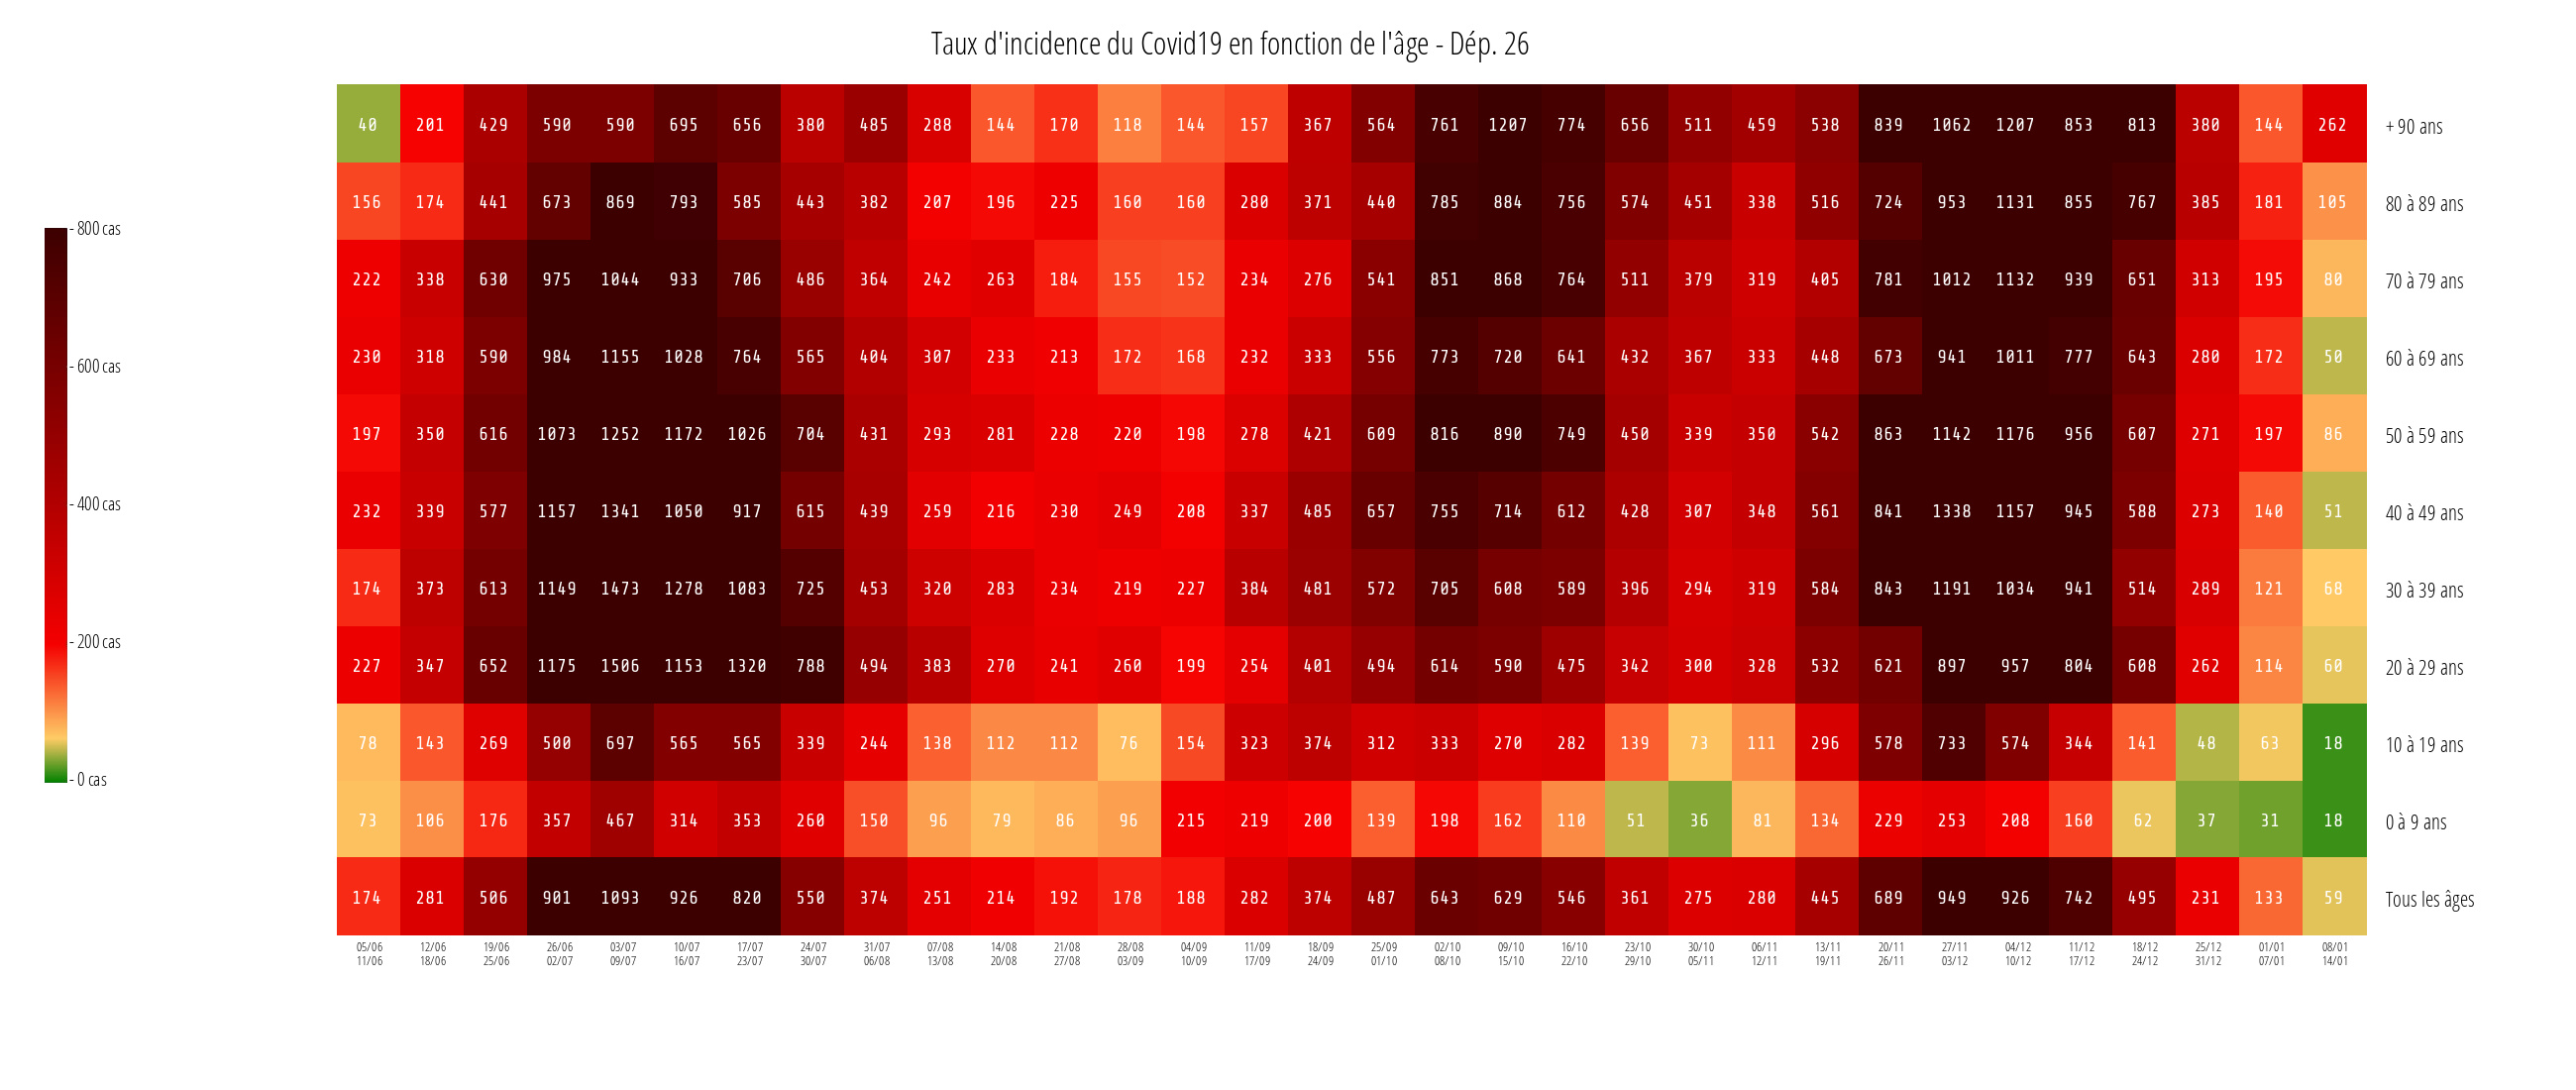 Taux d'incidence du Covid19 en fonction de l'âge - Dép. 26
40 201 429 590 590 695 656 380 485 288 144 170 118 144 157 367 564 761 1207 774 656 511 459 538 839 1062 1207 853 813 380 144 262 + 90 ans
156 174 441 673 869 793 585 443 382 207 196 225 160 160 280 371 440 785 884 756 574 451 338 516 724 953 1131 855 767 385 181 105 80 à 89 ans
- 800 cas
222 338 630 975 1044 933 706 486 364 242 263 184 155 152 234 276 541 851 868 764 511 379 319 405 781 1012 1132 939 651 313 195 80 70 à 79 ans
230 318 590 984 1155 1028 764 565 404 307 233 213 172 168 232 333 556 773 720 641 432 367 333 448 673 941 1011 777 643 280 172 50 60 à 69 ans
- 600 cas
197 350 616 1073 1252 1172 1026 704 431 293 281 228 220 198 278 421 609 816 890 749 450 339 350 542 863 1142 1176 956 607 271 197 86 50 à 59 ans
- 400 cas
232 339 577 1157 1341 1050 917 615 439 259 216 230 249 208 337 485 657 755 714 612 428 307 348 561 841 1338 1157 945 588 273 140 51 40 à 49 ans
174 373 613 1149 1473 1278 1083 725 453 320 283 234 219 227 384 481 572 705 608 589 396 294 319 584 843 1191 1034 941 514 289 121 68 30 à 39 ans
- 200 cas
227 347 652 1175 1506 1153 1320 788 494 383 270 241 260 199 254 401 494 614 590 475 342 300 328 532 621 897 957 804 608 262 114 60 20 à 29 ans
78 143 269 500 697 565 565 339 244 138 112 112 76 154 323 374 312 333 270 282 139 73 111 296 578 733 574 344 141 48 63 18 10 à 19 ans
- 0 cas
73 106 176 357 467 314 353 260 150 96 79 86 96 215 219 200 139 198 162 110 51 36 81 134 229 253 208 160 62 37 31 18 0 à 9 ans
174 281 506 901 1093 926 820 550 374 251 214 192 178 188 282 374 487 643 629 546 361 275 280 445 689 949 926 742 495 231 133 59 Tous les âges
05/06 12/06 19/06 26/06 03/07 10/07 17/07 24/07 31/07 07/08 14/08 21/08 28/08 04/09 11/09 18/09 25/09 02/10 09/10 16/10 23/10 30/10 06/11 13/11 20/11 27/11 04/12 11/12 18/12 25/12 01/01 08/01
11/06 18/06 25/06 02/07 09/07 16/07 23/07 30/07 06/08 13/08 20/08 27/08 03/09 10/09 17/09 24/09 01/10 08/10 15/10 22/10 29/10 05/11 12/11 19/11 26/11 03/12 10/12 17/12 24/12 31/12 07/01 14/01